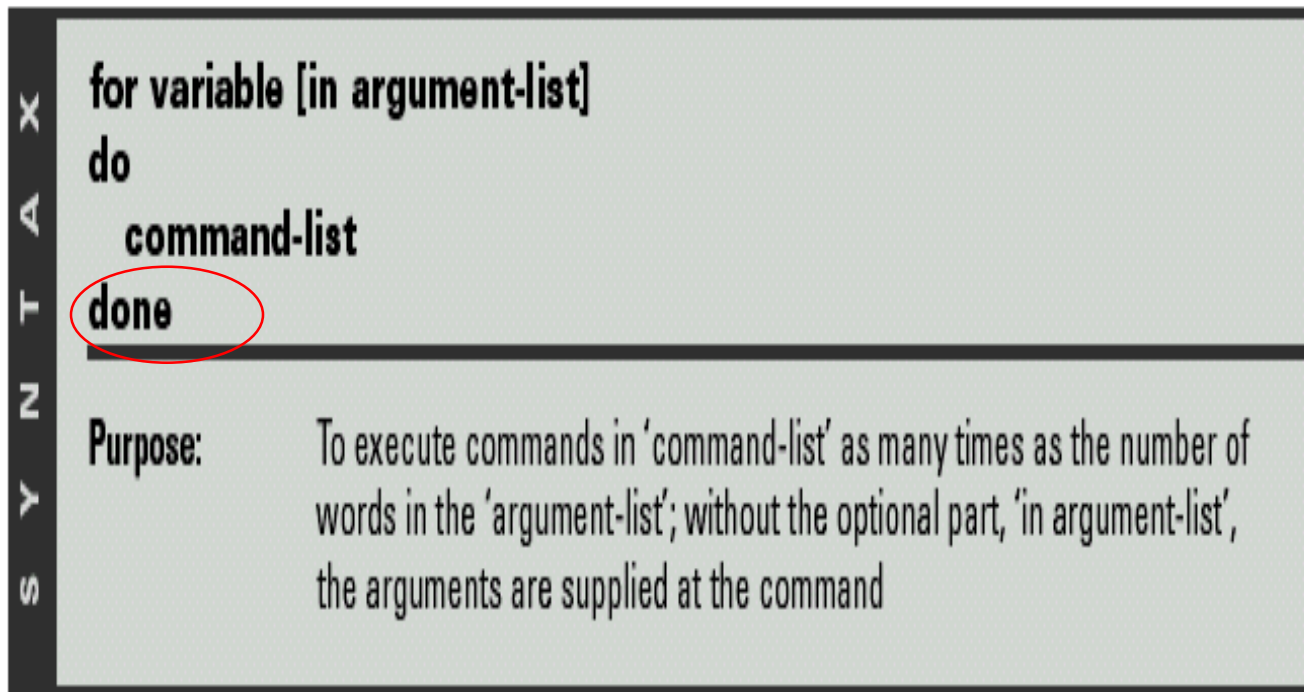 SYNTAX
for variable [in argument-list]
do
command-list
done
Purpose: To execute commands in ‘command-list’ as many times as the number of
words in the ‘argument-list’; without the optional part, ‘in argument-list’,
the arguments are supplied at the command